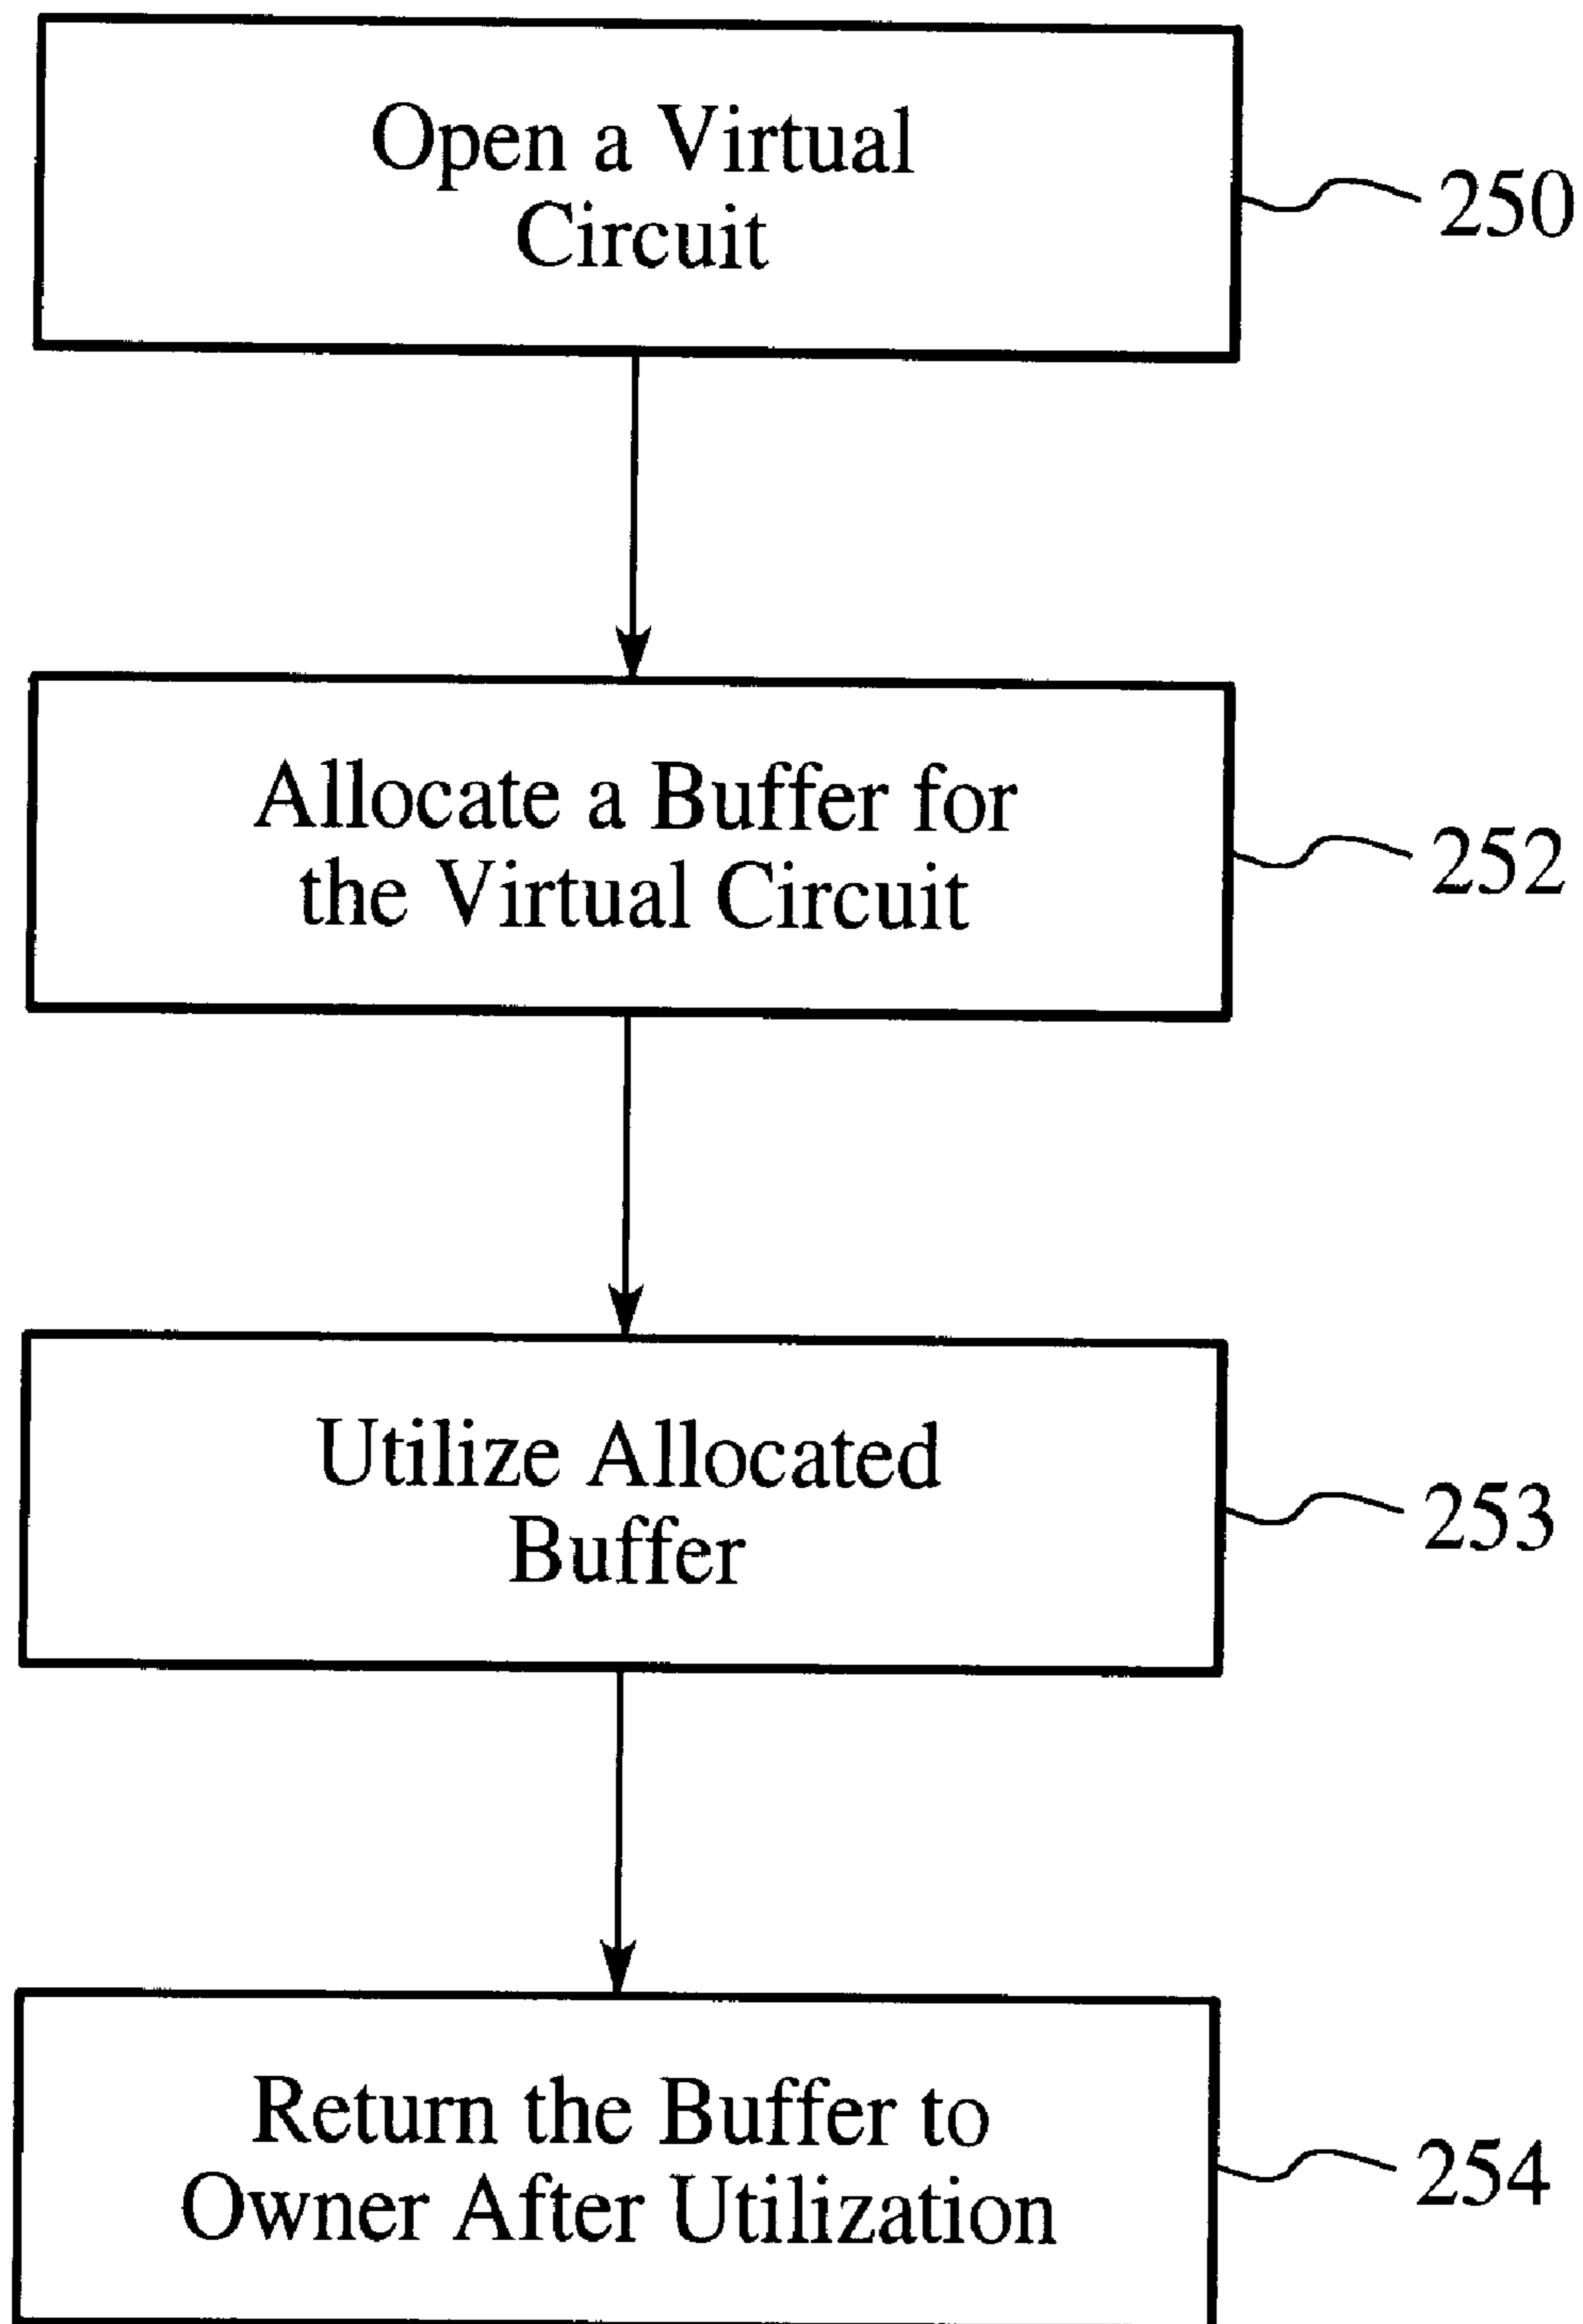 Open a Virtual
Circuit
250
Allocate a Buffer for
the Virtual Circuit
252
Utilize Allocated
Buffer
253
Return the Buffer to
Owner After Utilization
254